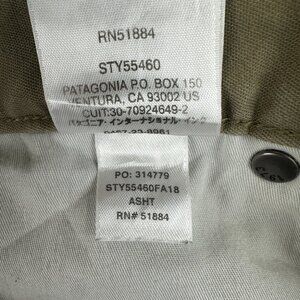 RN51884
STY55460
PATAGONIA P.O. BOX 150
VENTURA, CA 93002 US
CUIT:30-70924649-2
パタゴニア・インターナショナル・インク
PO: 314779
STY55460FA18
ASHT
RN# 51884